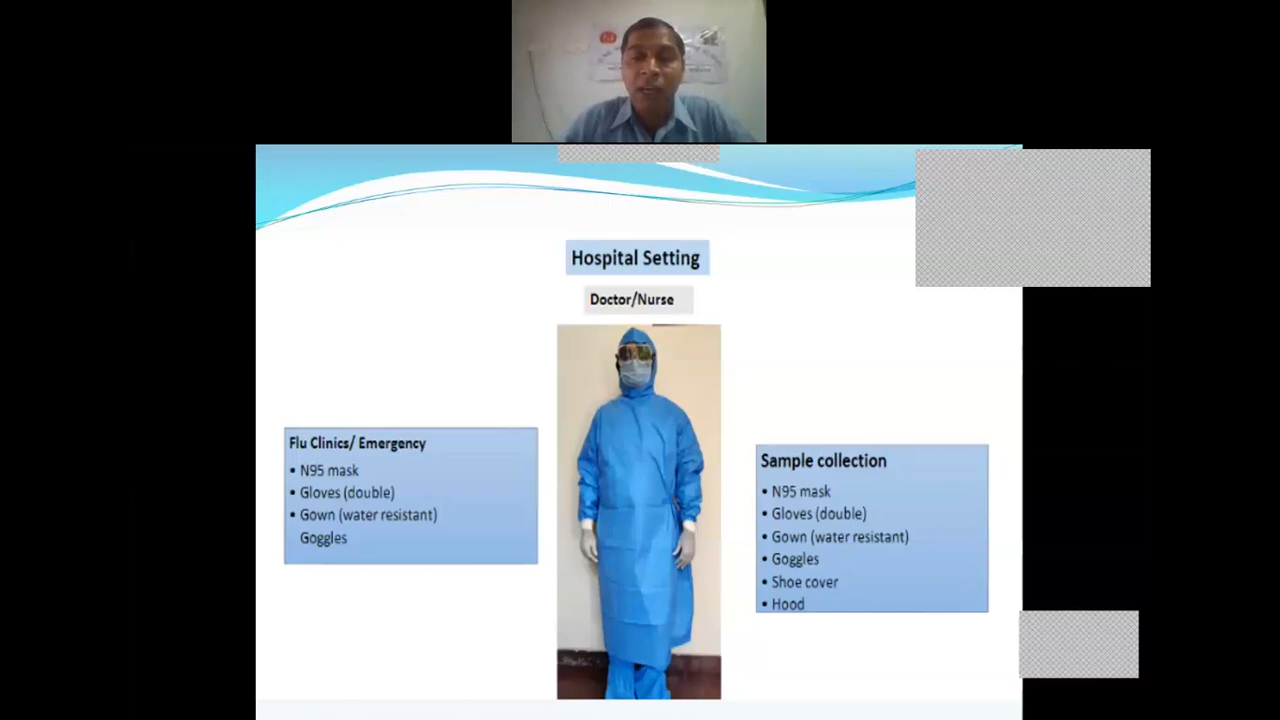 Hospital Setting
Doctor/Nurse
Flu Clinics/ Emergency
• N95 mask
• Gloves (double)
• Gown (water resistant)
Goggles
Sample collection
• N95 mask
• Gloves (double)
• Gown (water resistant)
• Goggles
• Shoe cover
• Hood